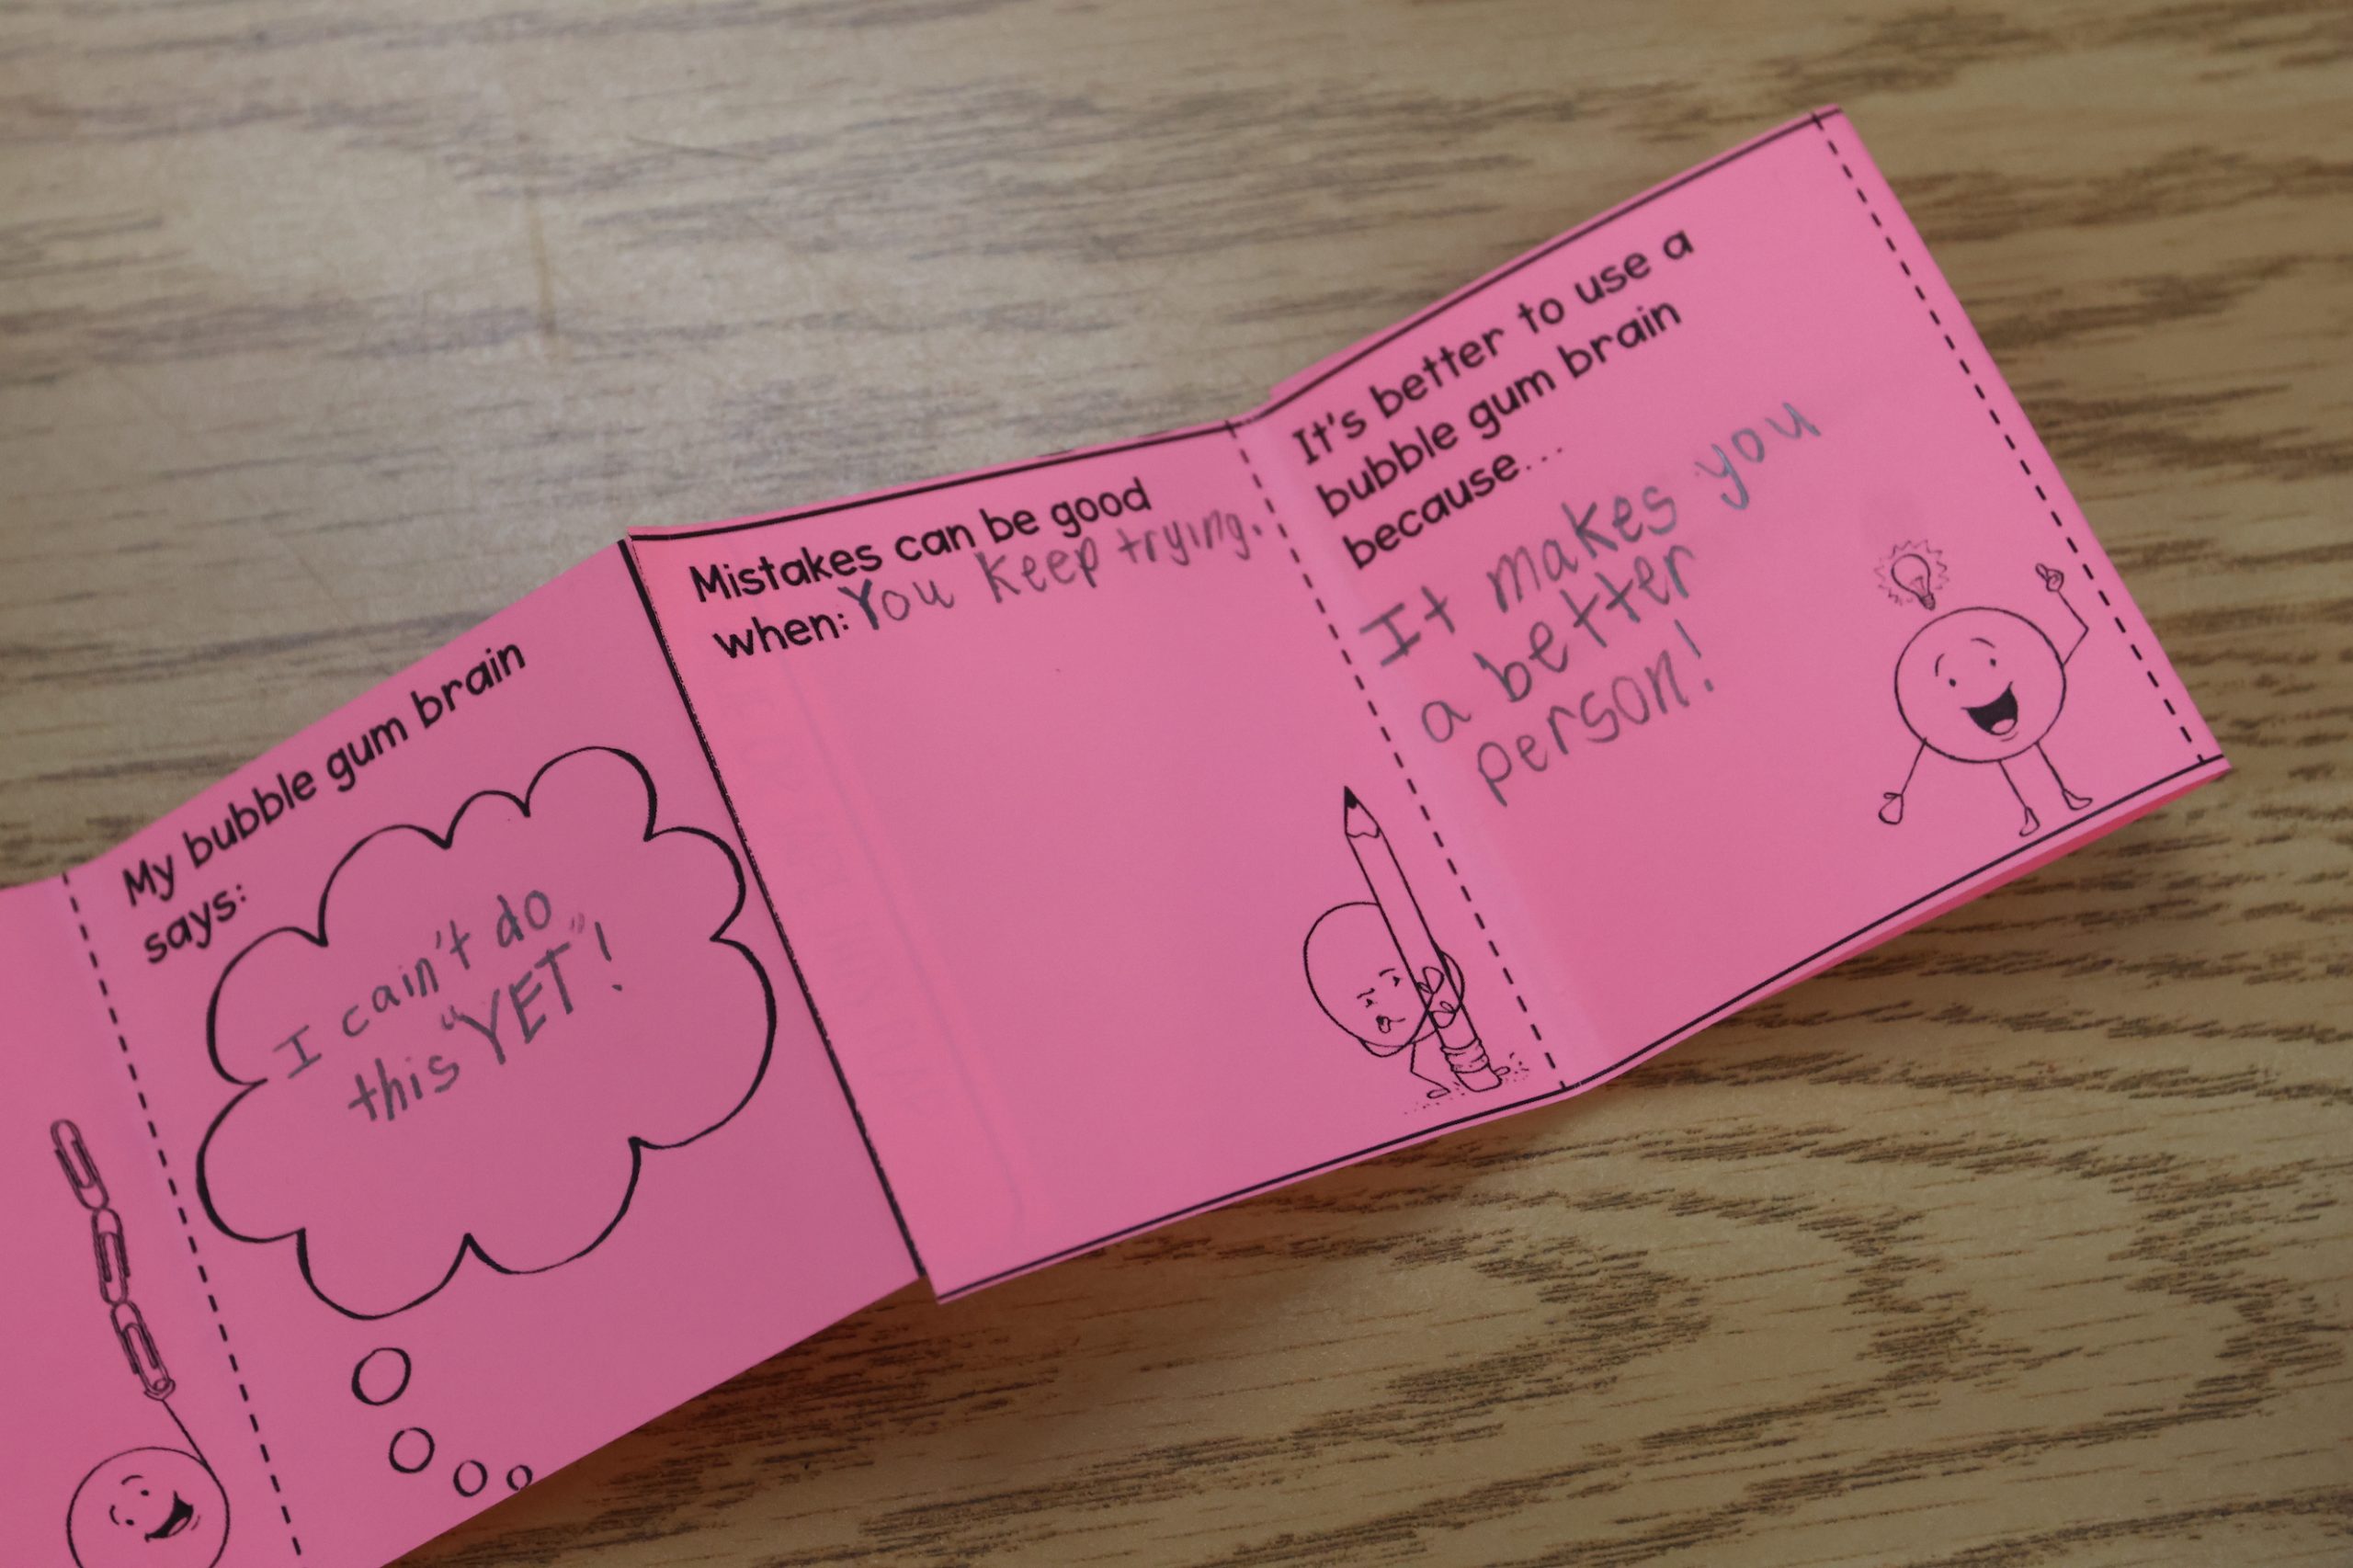 My bubble gum brain
says:
I cain't do
this "YET"!
Mistakes can be good
when: You keep trying.
It's better to use a
bubble gum brain
because...
It makes you
a better
person!